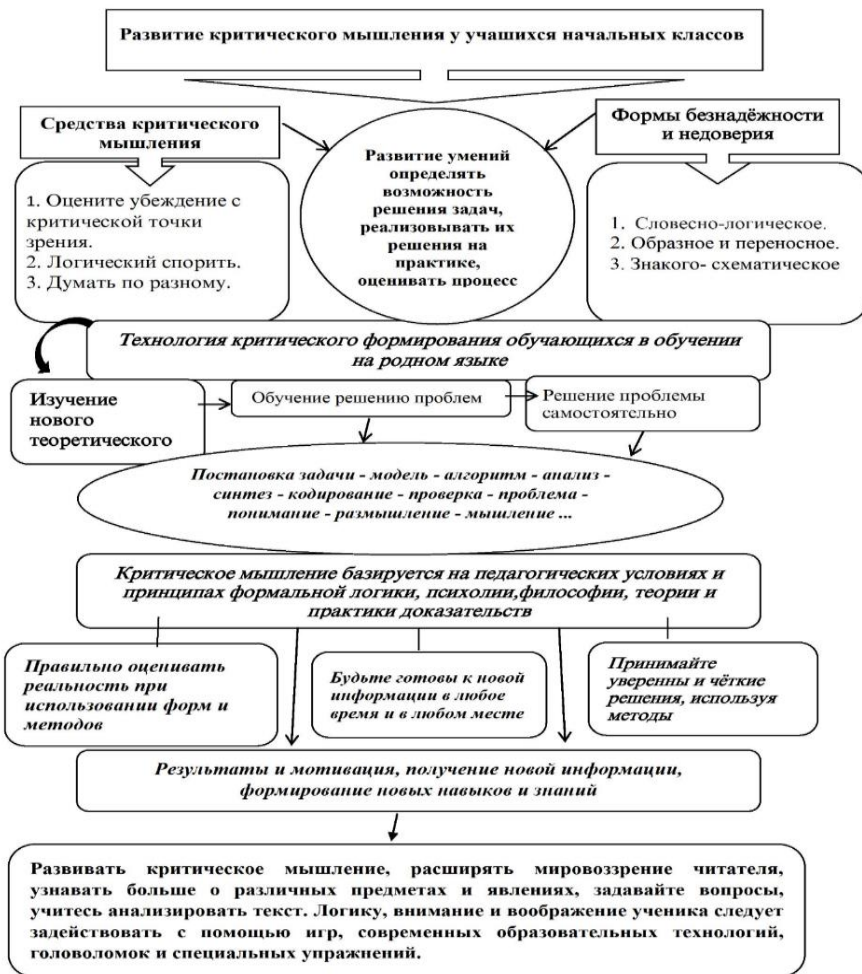 Развитие критического мышления у учашихся начальных классов
Средства критического
мышления
Формы безнадёжности
и недоверия
Развитие умений
определять
возможность
решения задач,
реализовывать их
решения на
практике,
оценивать процесс
1. Оцените убеждение с
критической точки
зрения.
2. Логический спорить.
3. Думать по разному.
1. Словесно-логическое.
2. Образное и переносное.
3. Знакого- схематическое
Технология критического формирования обучающихся в обучении
на родном языке
Изучение
нового
теоретического
Обучение решению проблем
Решение проблемы
самостоятельно
Постановка задачи - модель - алгоритм - анализ -
синтез - кодирование - проверка - проблема -
понимание - размышление - мышление ...
Критическое мышление базируется на педагогических условиях и
принципах формальной логики, психолии,философии, теории и
практики доказательств
Правильно оценивать
реальность при
использовании форм и
методов
Будьте готовы к новой
информации в любое
время и в любом месте
Принимайте
уверенны и чёткие
решения, используя
методы
Результаты и мотивация, получение новой информации,
формирование новых навыков и знаний
Развивать критическое мышление, расширять мировоззрение читателя,
узнавать больше о различных предметах и явлениях, задавайте вопросы,
учитесь анализировать текст. Логику, внимание и воображение ученика следует
задействовать с помощью игр, современных образовательных технологий,
головоломок и специальных упражнений.